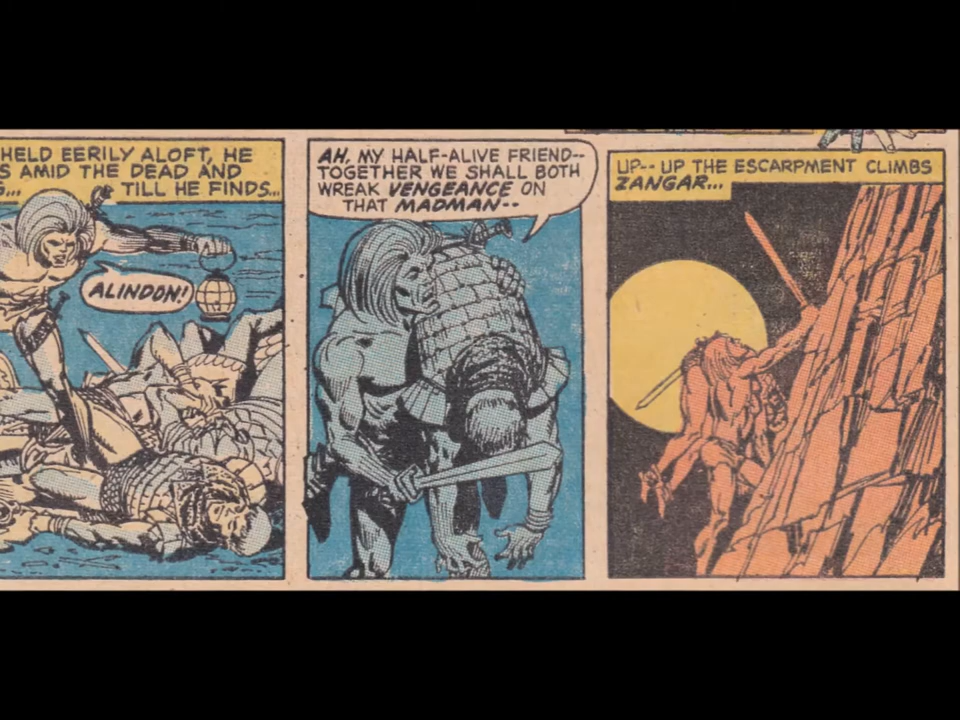 HELD EERILY ALOFT, HE
S AMID THE DEAD AND
G... TILL HE FINDS...
ALINDON!
AH, MY HALF-ALIVE FRIEND--
TOGETHER WE SHALL BOTH
WREAK VENGEANCE ON
THAT MADMAN--
UP-- UP THE ESCARPMENT CLIMBS
ZANGAR...